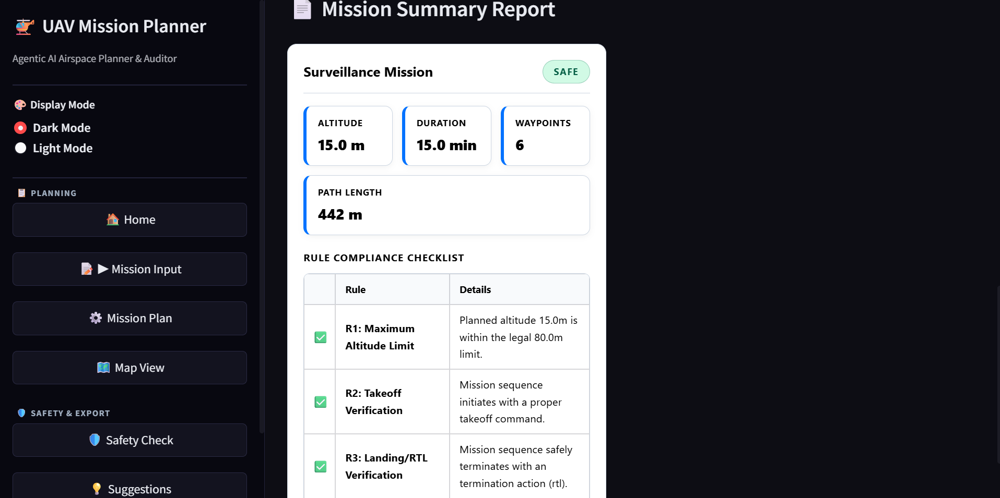 UAV Mission Planner
Agentic AI Airspace Planner & Auditor
Display Mode
Dark Mode
Light Mode
PLANNING
Home
Mission Input
Mission Plan
Map View
SAFETY & EXPORT
Safety Check
Suggestions
Mission Summary Report
Surveillance Mission
SAFE
ALTITUDE
15.0 m
DURATION
15.0 min
WAYPOINTS
6
PATH LENGTH
442 m
RULE COMPLIANCE CHECKLIST
Rule
Details
R1: Maximum
Altitude Limit
Planned altitude 15.0m is
within the legal 80.0m
limit.
R2: Takeoff
Verification
Mission sequence
initiates with a proper
takeoff command.
R3: Landing/RTL
Verification
Mission sequence safely
terminates with an
termination action (rtl).